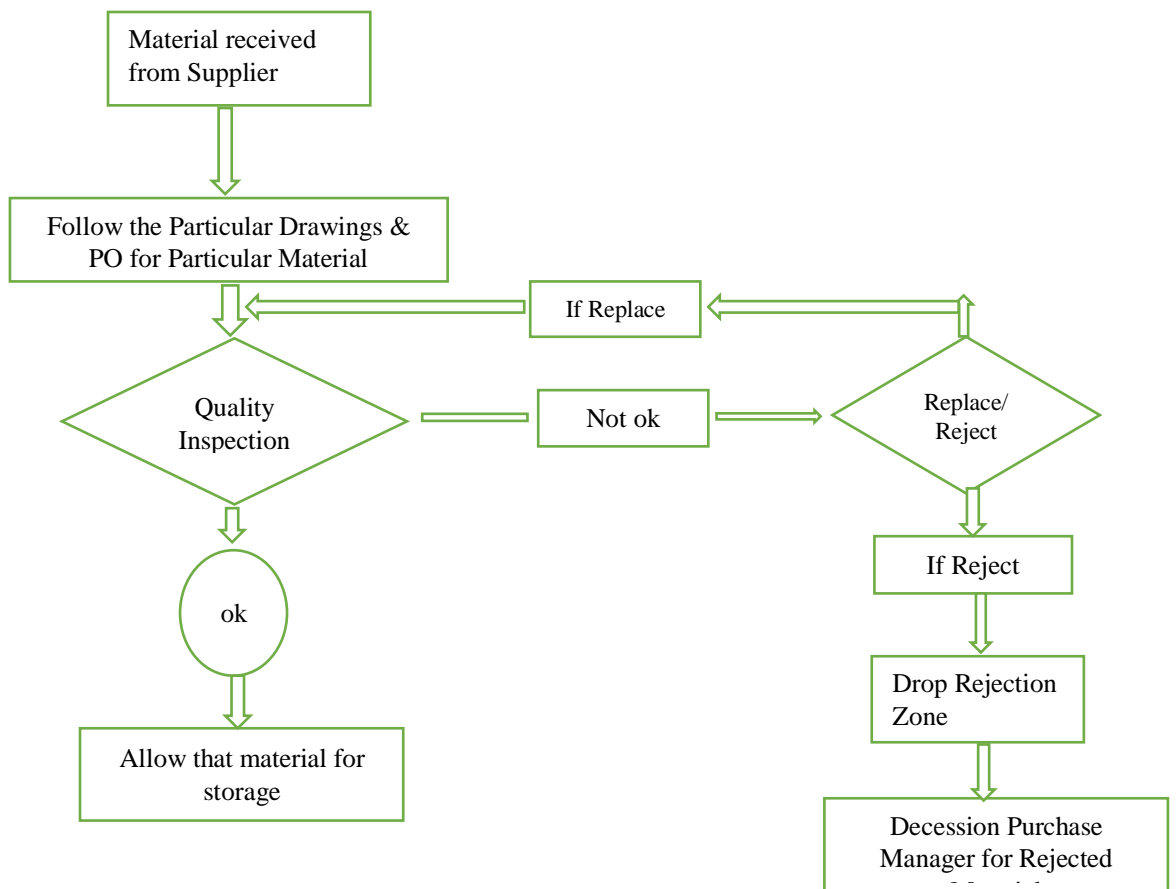 Material received
from Supplier
Follow the Particular Drawings &
PO for Particular Material
If Replace
Quality
Inspection
Not ok
Replace/
Reject
ok
If Reject
Drop Rejection
Zone
Allow that material for
storage
Decession Purchase
Manager for Rejected